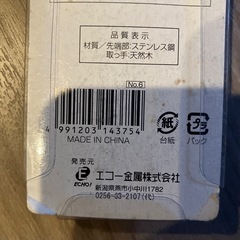 品質表示
材質／先端部：ステンレス鋼
取っ手：天然木
No.6
4 991203 143754
MADE IN CHINA
紙
台紙
プラ
パック
発売元
ECHO!
エコー金属株式会社
新潟県燕市小中川1782
0256-33-2107(代)